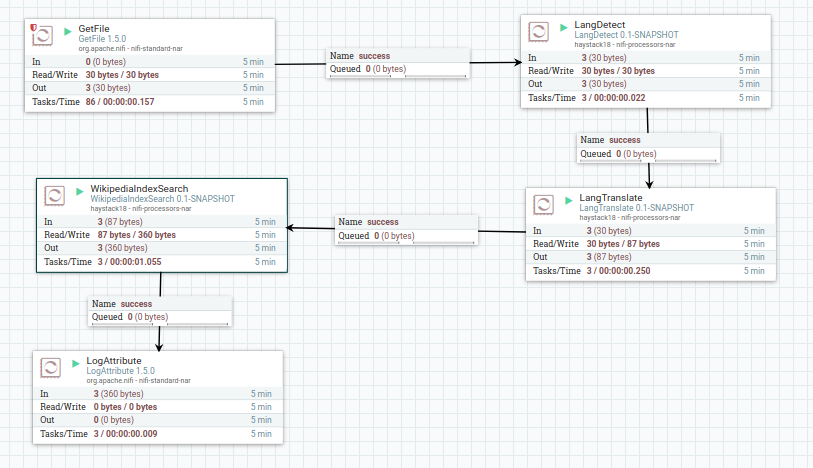 GetFile
GetFile 1.5.0
org.apache.nifi - nifi-standard-nar
In 0 (0 bytes) 5 min
Read/Write 30 bytes / 30 bytes 5 min
Out 3 (30 bytes) 5 min
Tasks/Time 86 / 00:00:00.157 5 min
Name success
Queued 0 (0 bytes)
LangDetect
LangDetect 0.1-SNAPSHOT
haystack18 - nifi-processors-nar
In 3 (30 bytes) 5 min
Read/Write 30 bytes / 30 bytes 5 min
Out 3 (30 bytes) 5 min
Tasks/Time 3 / 00:00:00.022 5 min
Name success
Queued 0 (0 bytes)
LangTranslate
LangTranslate 0.1-SNAPSHOT
haystack18 - nifi-processors-nar
In 3 (30 bytes) 5 min
Read/Write 30 bytes / 87 bytes 5 min
Out 3 (87 bytes) 5 min
Tasks/Time 3 / 00:00:00.250 5 min
Name success
Queued 0 (0 bytes)
WikipediaIndexSearch
WikipediaIndexSearch 0.1-SNAPSHOT
haystack18 - nifi-processors-nar
In 3 (87 bytes) 5 min
Read/Write 87 bytes / 360 bytes 5 min
Out 3 (360 bytes) 5 min
Tasks/Time 3 / 00:00:01.055 5 min
Name success
Queued 0 (0 bytes)
LogAttribute
LogAttribute 1.5.0
org.apache.nifi - nifi-standard-nar
In 3 (360 bytes) 5 min
Read/Write 0 bytes / 0 bytes 5 min
Out 0 (0 bytes) 5 min
Tasks/Time 3 / 00:00:00.009 5 min